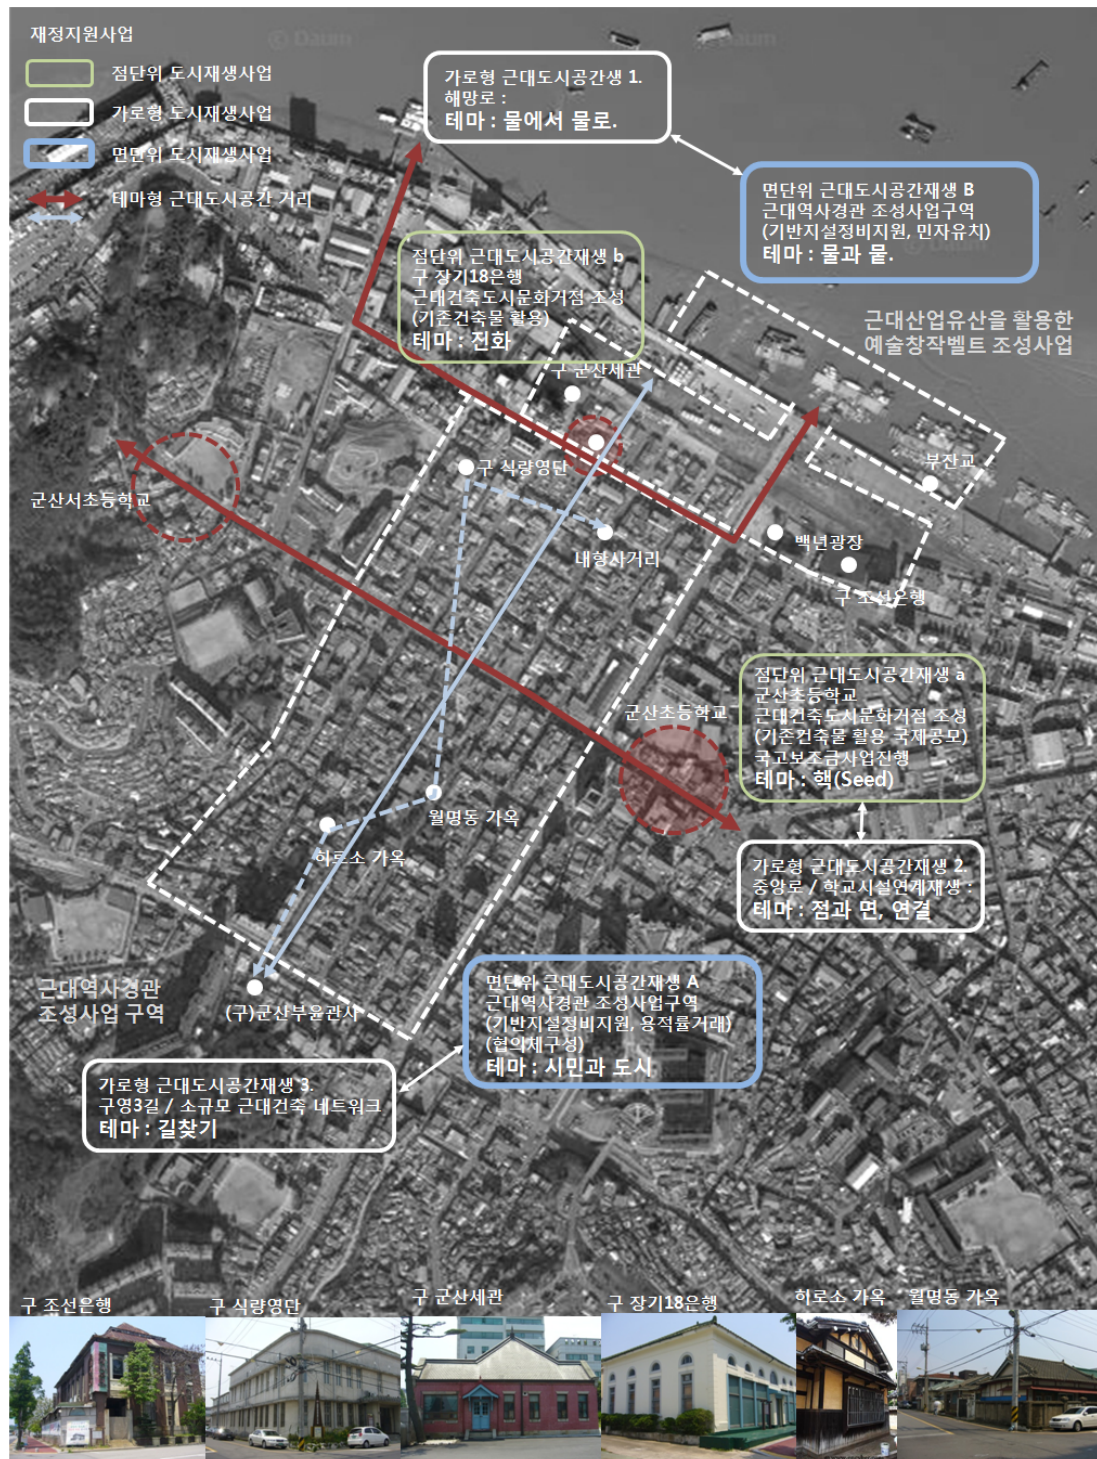 재정지원사업
점단위 도시재생사업
가로형 도시재생사업
면단위 도시재생사업
테마형 근대도시공간 거리
© Daum
Daum
가로형 근대도시공간생 1.
해망로 :
테마 : 물에서 물로.
면단위 근대도시공간재생 B
근대역사경관 조성사업구역
(기반지설정비지원, 민자유치)
테마 : 물과 뭍.
점단위 근대도시공간재생 b
구 장기18은행
근대건축도시문화거점 조성
(기존건축물 활용)
테마 : 진화
근대산업유산을 활용한
예술창작벨트 조성사업
구 군산세관
구 식량영단
부잔교
군산서초등학교
내항사거리
백년광장
구 조선은행
점단위 근대도시공간재생 a
군산초등학교
근대건축도시문화거점 조성
(기존건축물 활용 국제공모)
국고보조금사업진행
테마 : 핵(Seed)
군산초등학교
월명동 가옥
히로소 가옥
가로형 근대도시공간재생 2.
중앙로 / 학교시설연계재생 :
테마 : 점과 면, 연결
근대역사경관
조성사업 구역
(구)군산부윤관사
면단위 근대도시공간재생 A
근대역사경관 조성사업구역
(기반지설정비지원, 용적률거래)
(협의체구성)
테마 : 시민과 도시
가로형 근대도시공간재생 3.
구영3길 / 소규모 근대건축 네트워크
테마 : 길찾기
구 조선은행
구 식량영단
구 군산세관
구 장기18은행
히로소 가옥
월명동 가옥